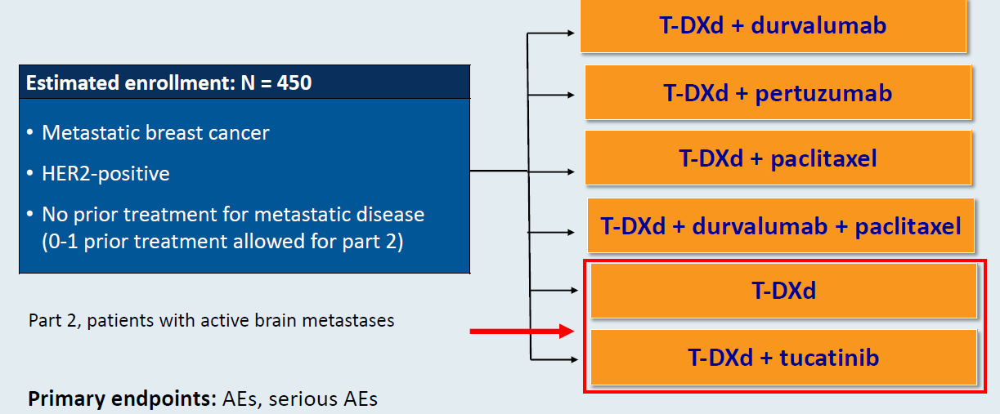 Estimated enrollment: N = 450
• Metastatic breast cancer
• HER2-positive
• No prior treatment for metastatic disease
(0-1 prior treatment allowed for part 2)
Part 2, patients with active brain metastases
Primary endpoints: AEs, serious AEs
T-DXd + durvalumab
T-DXd + pertuzumab
T-DXd + paclitaxel
T-DXd + durvalumab + paclitaxel
T-DXd
T-DXd + tucatinib